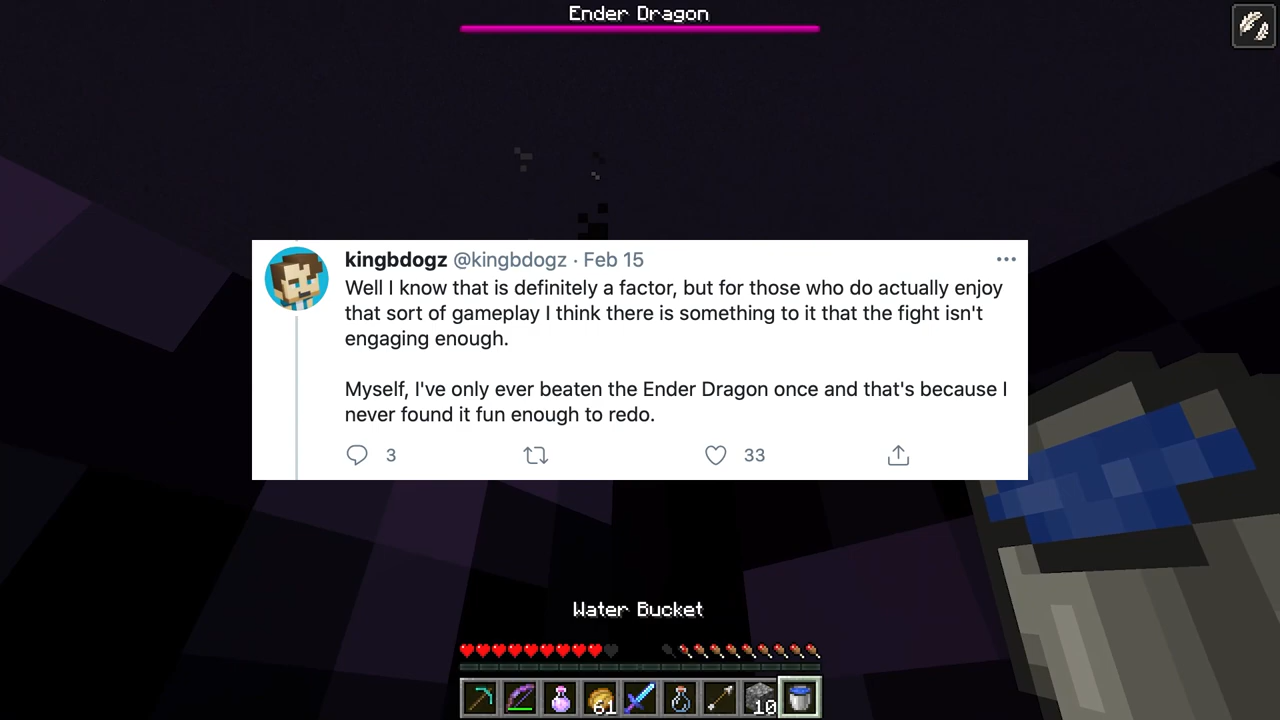 Ender Dragon
kingbdogz @kingbdogz · Feb 15
Well I know that is definitely a factor, but for those who do actually enjoy
that sort of gameplay I think there is something to it that the fight isn't
engaging enough.
Myself, I've only ever beaten the Ender Dragon once and that's because I
never found it fun enough to redo.
3 33
Water Bucket
61 10